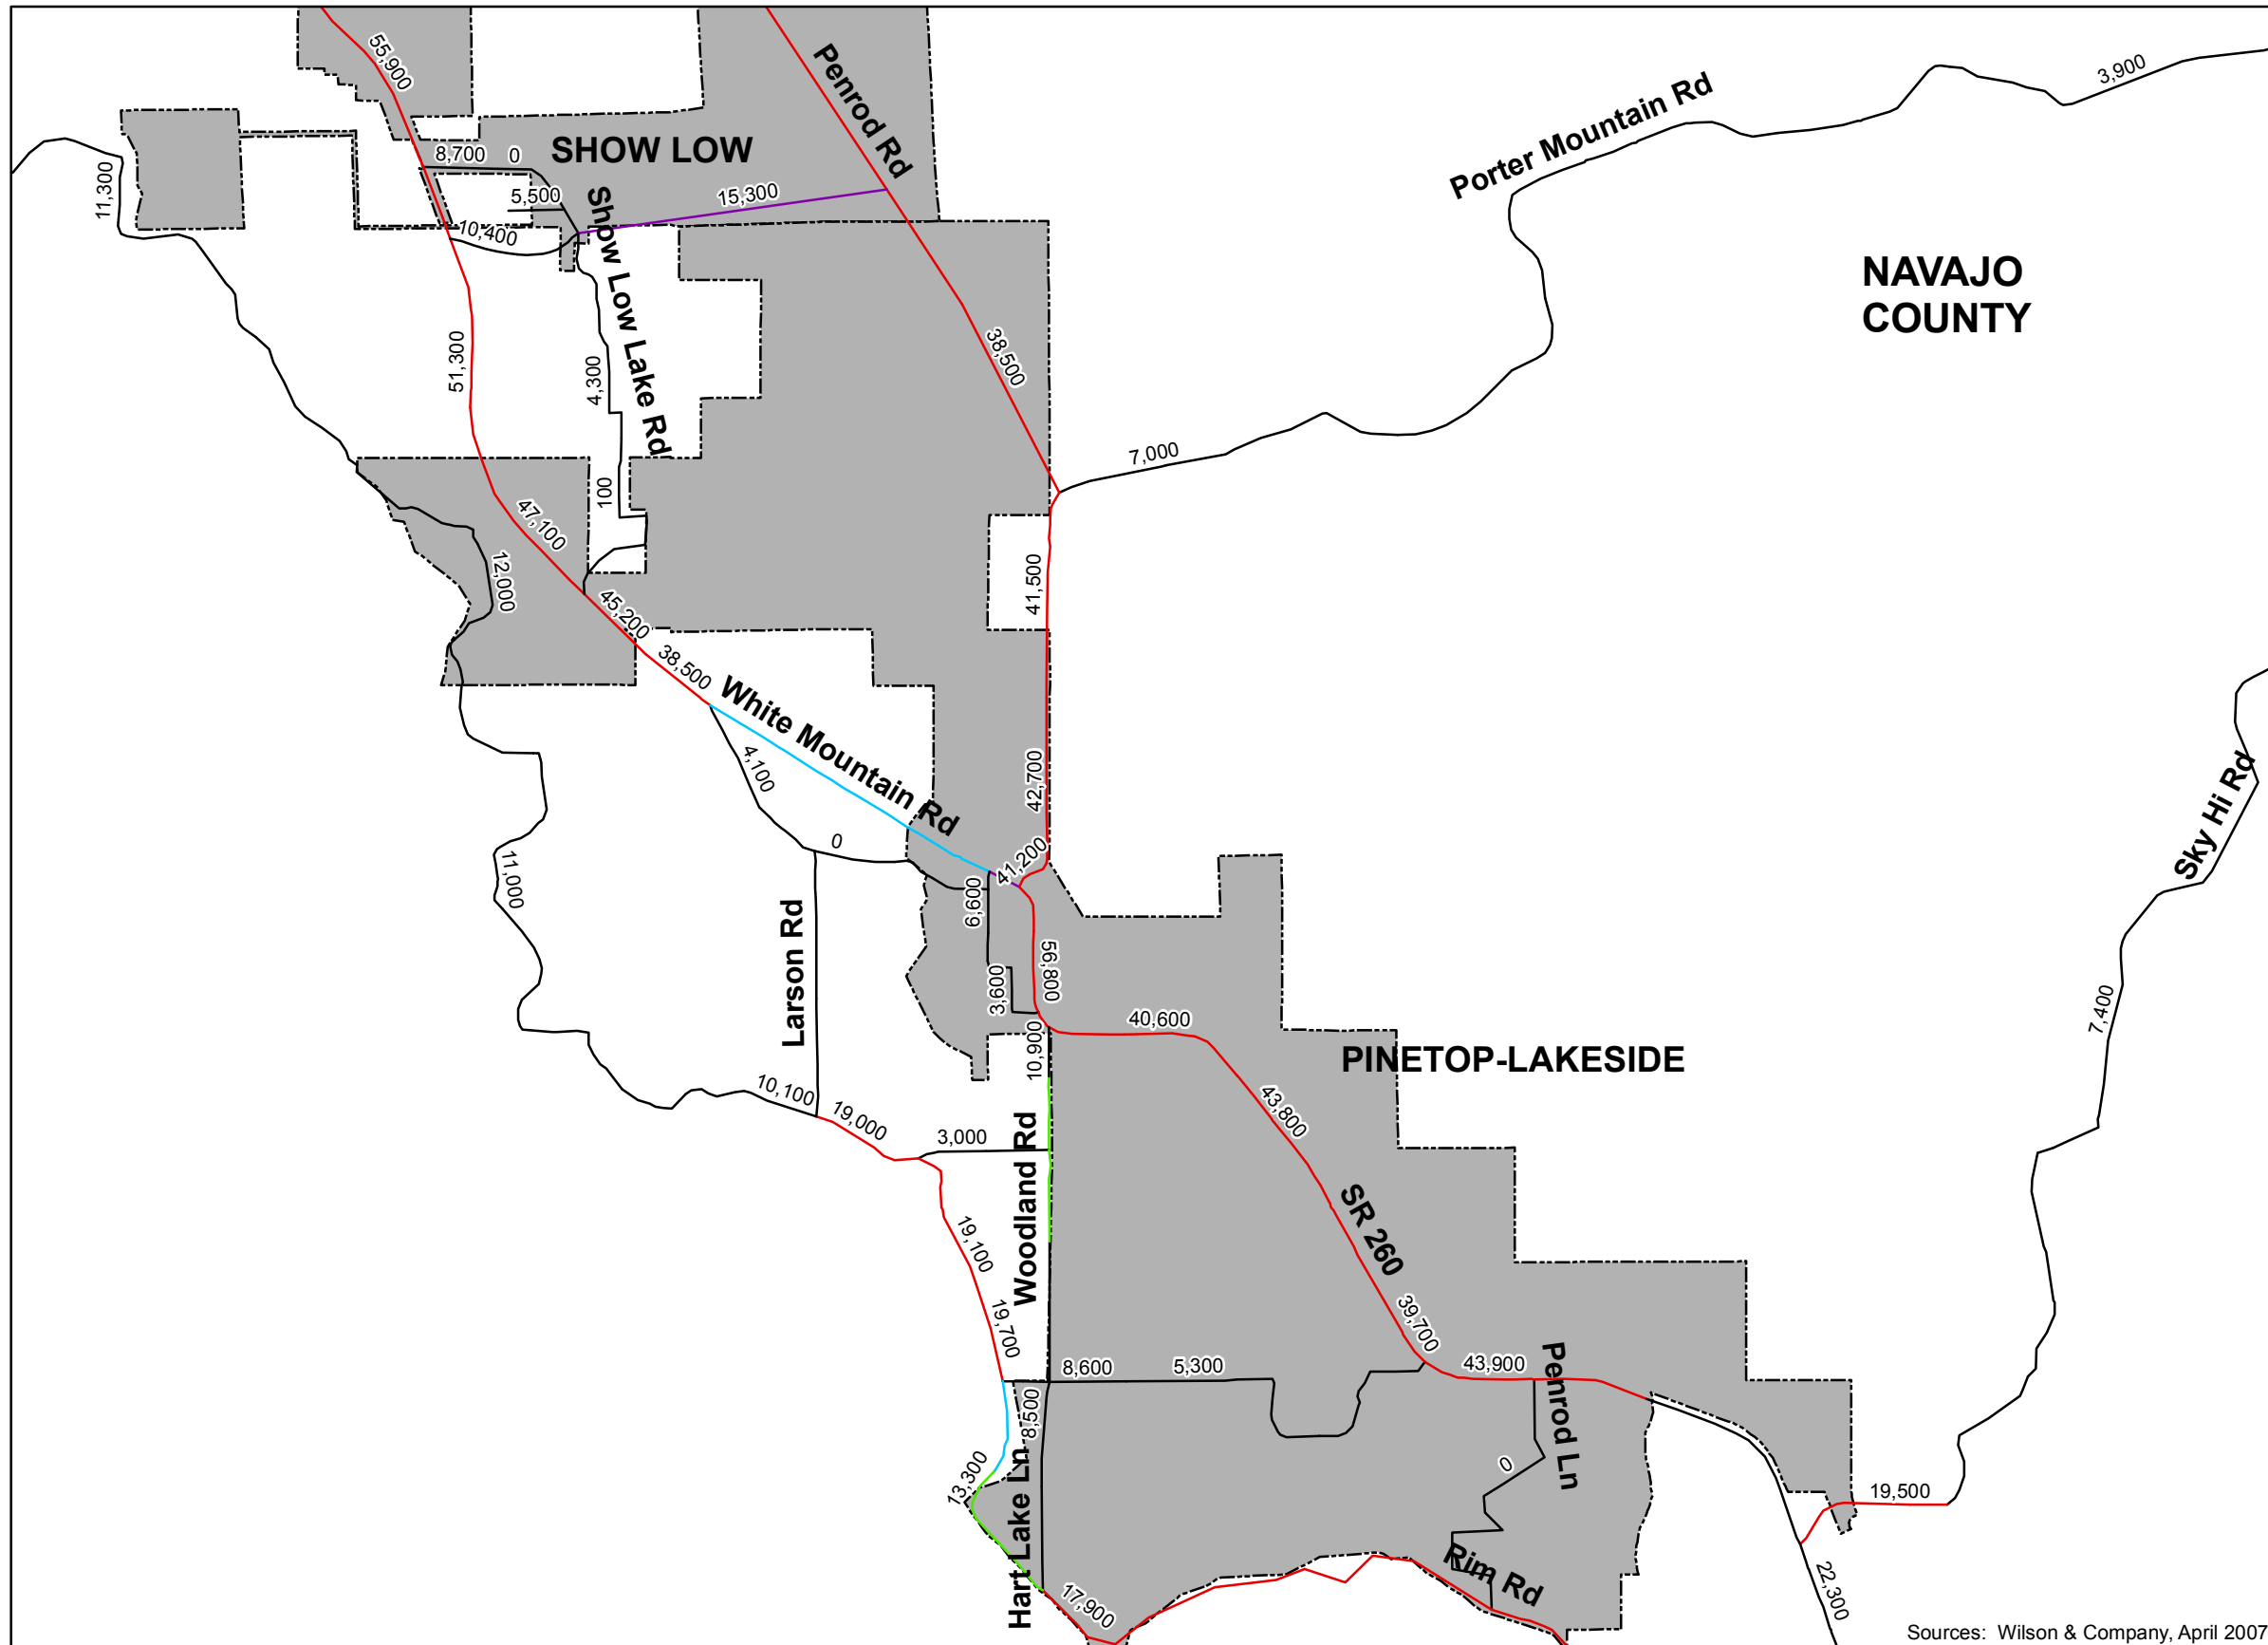 55,900
Penrod Rd
3,900
Porter Mountain Rd
SHOW LOW
8,700
0
11,300
5,500
15,300
Show Low Lake Rd
10,400
NAVAJO
COUNTY
51,300
4,300
38,500
7,000
100
47,100
12,000
41,500
45,200
38,500
White Mountain Rd
4,100
42,700
Sky Hi Rd
0
41,200
11,000
6,600
Larson Rd
56,800
3,600
7,400
40,600
10,900
PINETOP-LAKESIDE
10,100
19,000
43,800
3,000
Woodland Rd
SR 260
19,100
19,700
39,700
8,600
5,300
43,900
Penrod Ln
8,500
13,300
0
19,500
Hart Lake Ln
Rim Rd
17,900
22,300
Sources:  Wilson & Company, April 2007